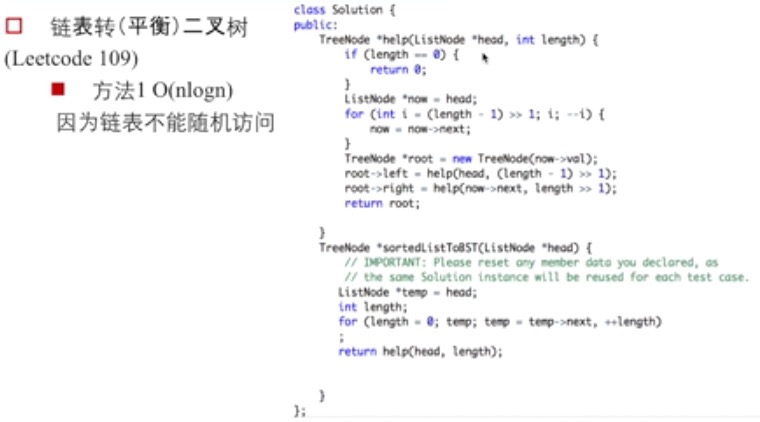 链表转(平衡)二叉树
(Leetcode 109)
方法1 O(nlogn)
因为链表不能随机访问
class Solution {
public:
    TreeNode *help(ListNode *head, int length) {
        if (length == 0) {
            return 0;
        }
        ListNode *now = head;
        for (int i = (length - 1) >> 1; i; --i) {
            now = now->next;
        }
        TreeNode *root = new TreeNode(now->val);
        root->left = help(head, (length - 1) >> 1);
        root->right = help(now->next, length >> 1);
        return root;
    }
    TreeNode *sortedListToBST(ListNode *head) {
        // IMPORTANT: Please reset any member data you declared, as
        // the same Solution instance will be reused for each test case.
        ListNode *temp = head;
        int length;
        for (length = 0; temp; temp = temp->next, ++length)
        ;
        return help(head, length);
    }
};